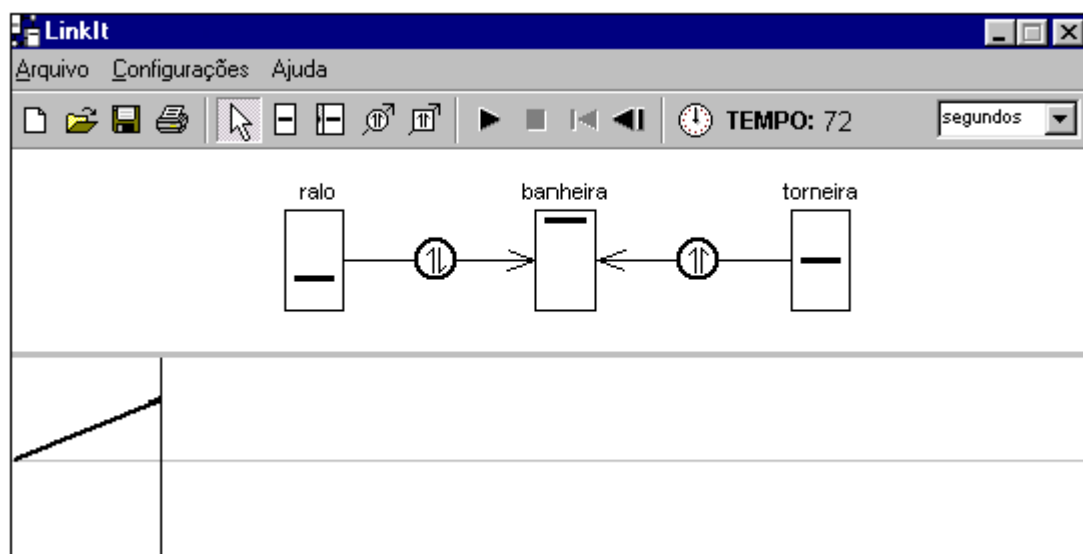 LinkIt
Arquivo Configurações Ajuda
TEMPO: 72 segundos
ralo banheira torneira